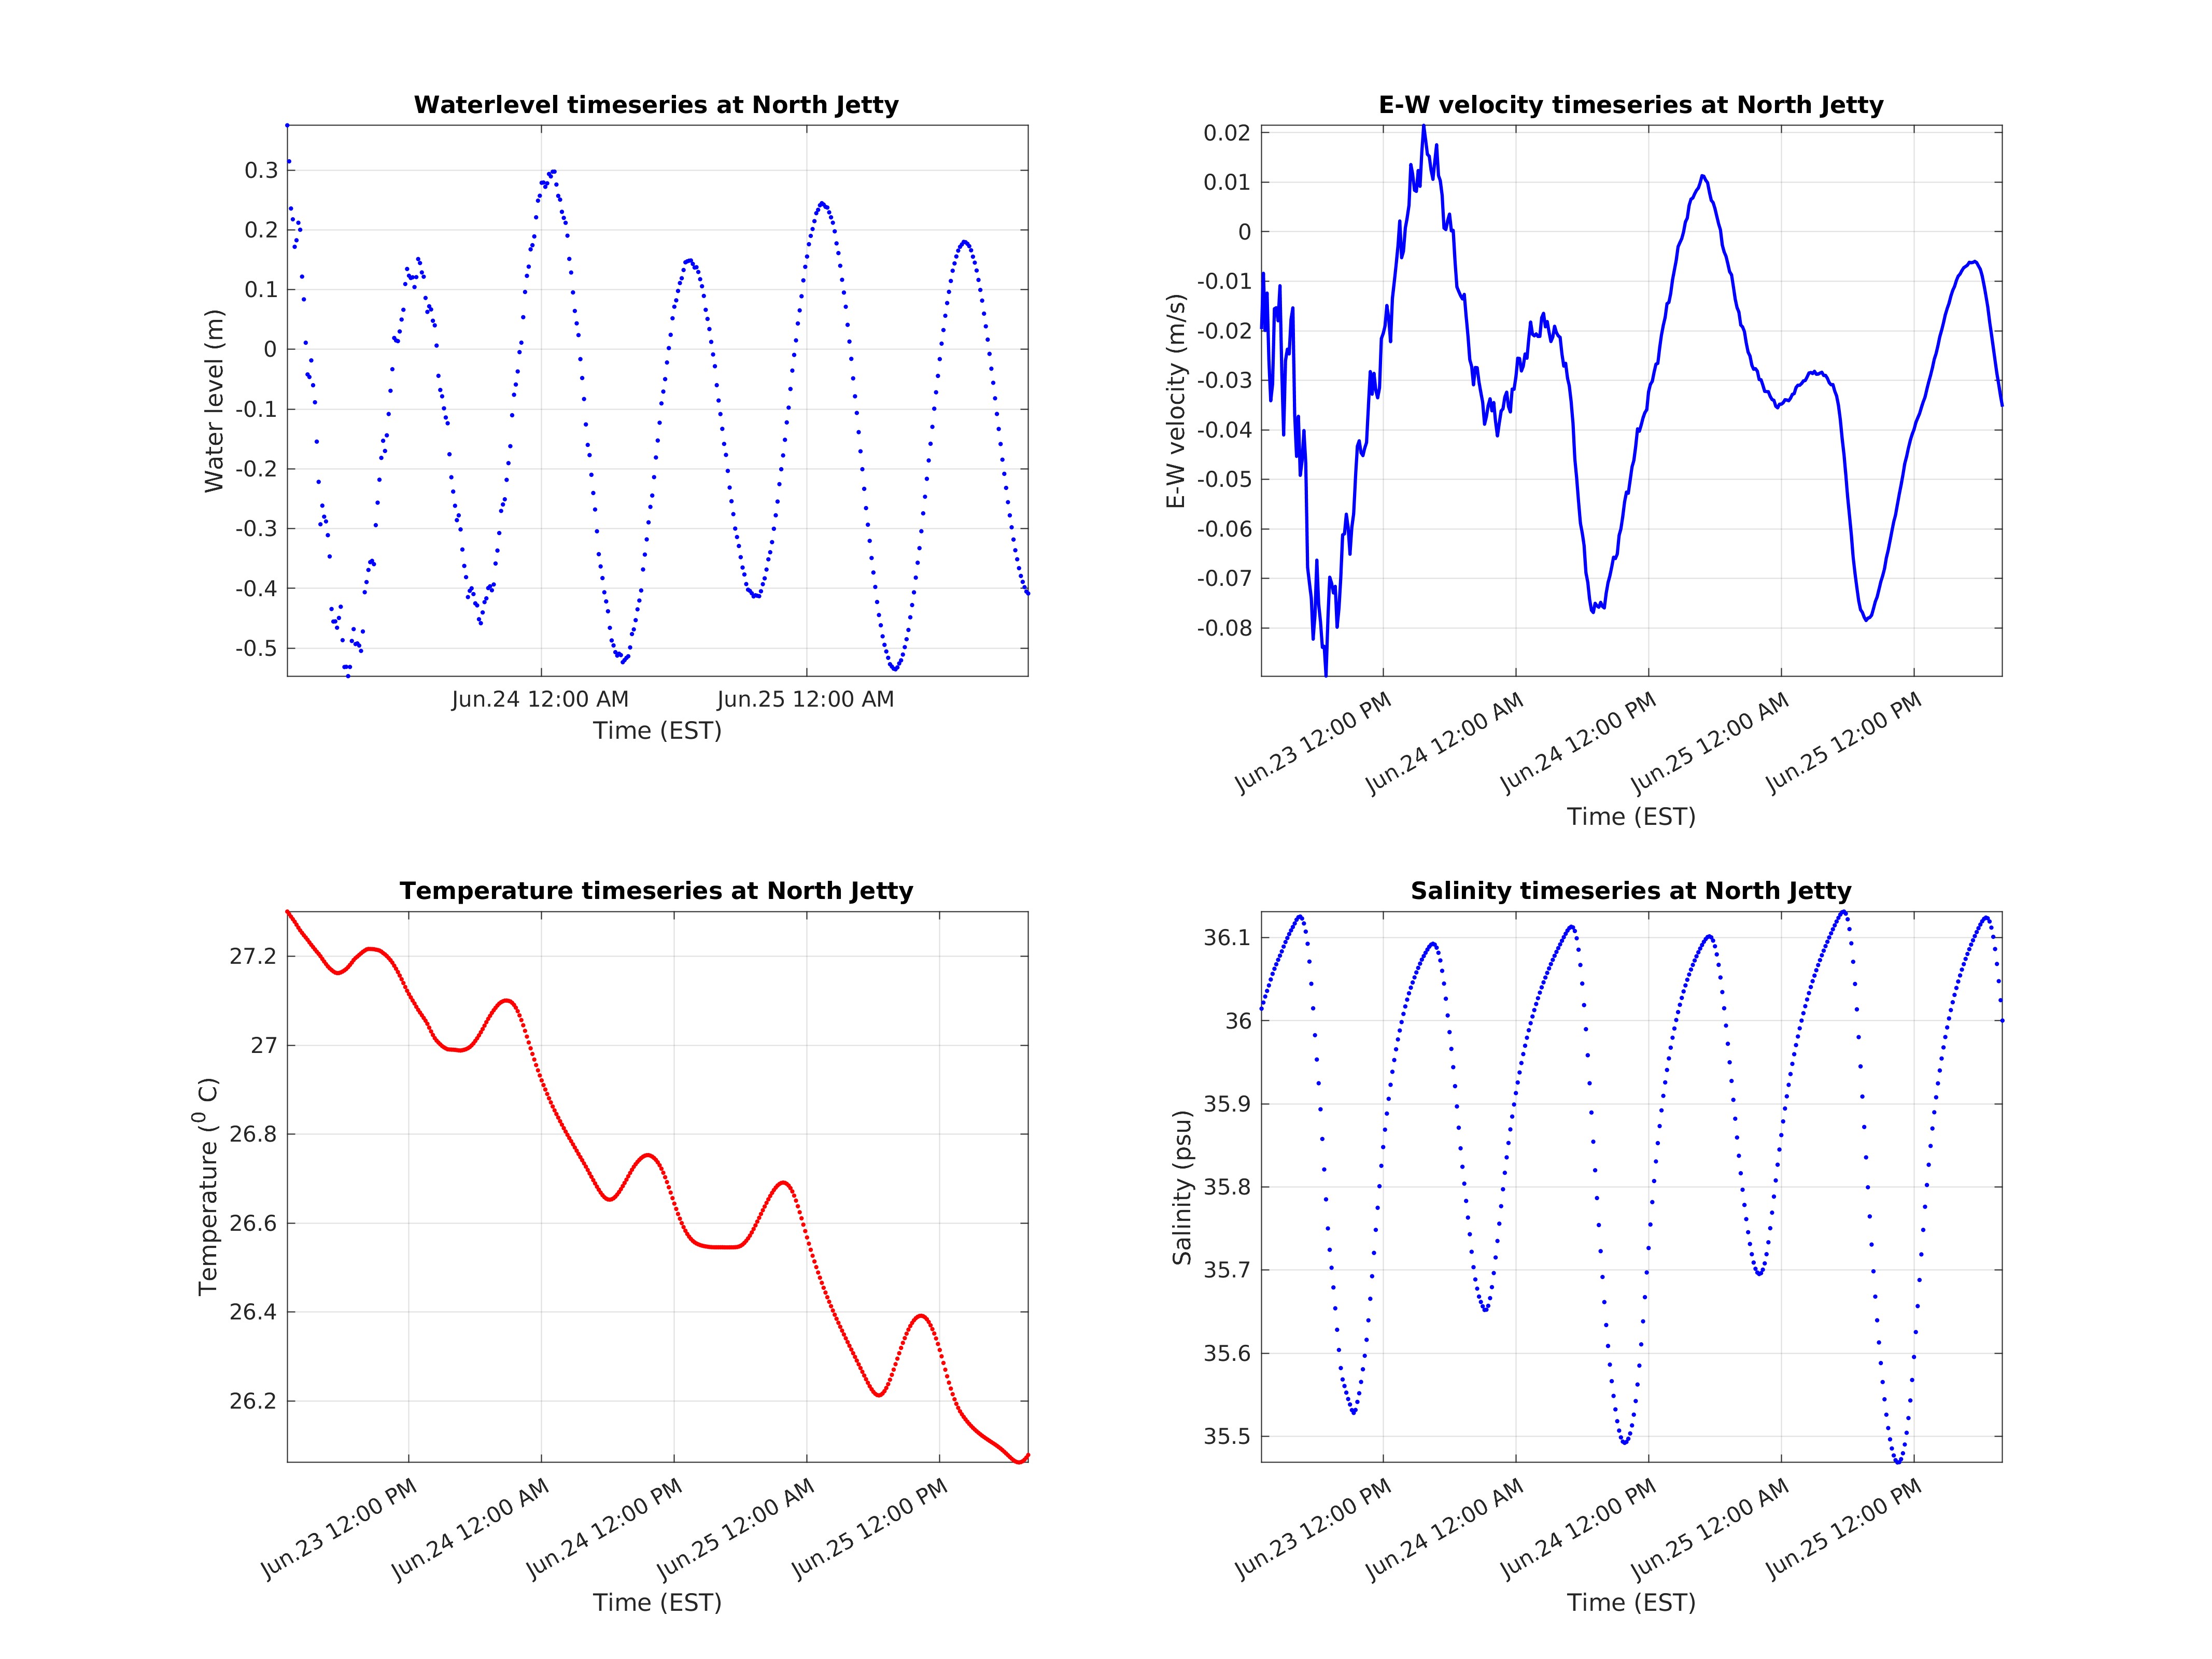 Waterlevel timeseries at North Jetty
0.3
0.2
0.1
0
-0.1
-0.2
-0.3
-0.4
-0.5
Water level (m)
Jun.24 12:00 AM
Jun.25 12:00 AM
Time (EST)
E-W velocity timeseries at North Jetty
0.02
0.01
0
-0.01
-0.02
-0.03
-0.04
-0.05
-0.06
-0.07
-0.08
E-W velocity (m/s)
Jun.23 12:00 PM
Jun.24 12:00 AM
Jun.24 12:00 PM
Jun.25 12:00 AM
Jun.25 12:00 PM
Time (EST)
Temperature timeseries at North Jetty
27.2
27
26.8
26.6
26.4
26.2
Temperature (⁰ C)
Jun.23 12:00 PM
Jun.24 12:00 AM
Jun.24 12:00 PM
Jun.25 12:00 AM
Jun.25 12:00 PM
Time (EST)
Salinity timeseries at North Jetty
36.1
36
35.9
35.8
35.7
35.6
35.5
Salinity (psu)
Jun.23 12:00 PM
Jun.24 12:00 AM
Jun.24 12:00 PM
Jun.25 12:00 AM
Jun.25 12:00 PM
Time (EST)